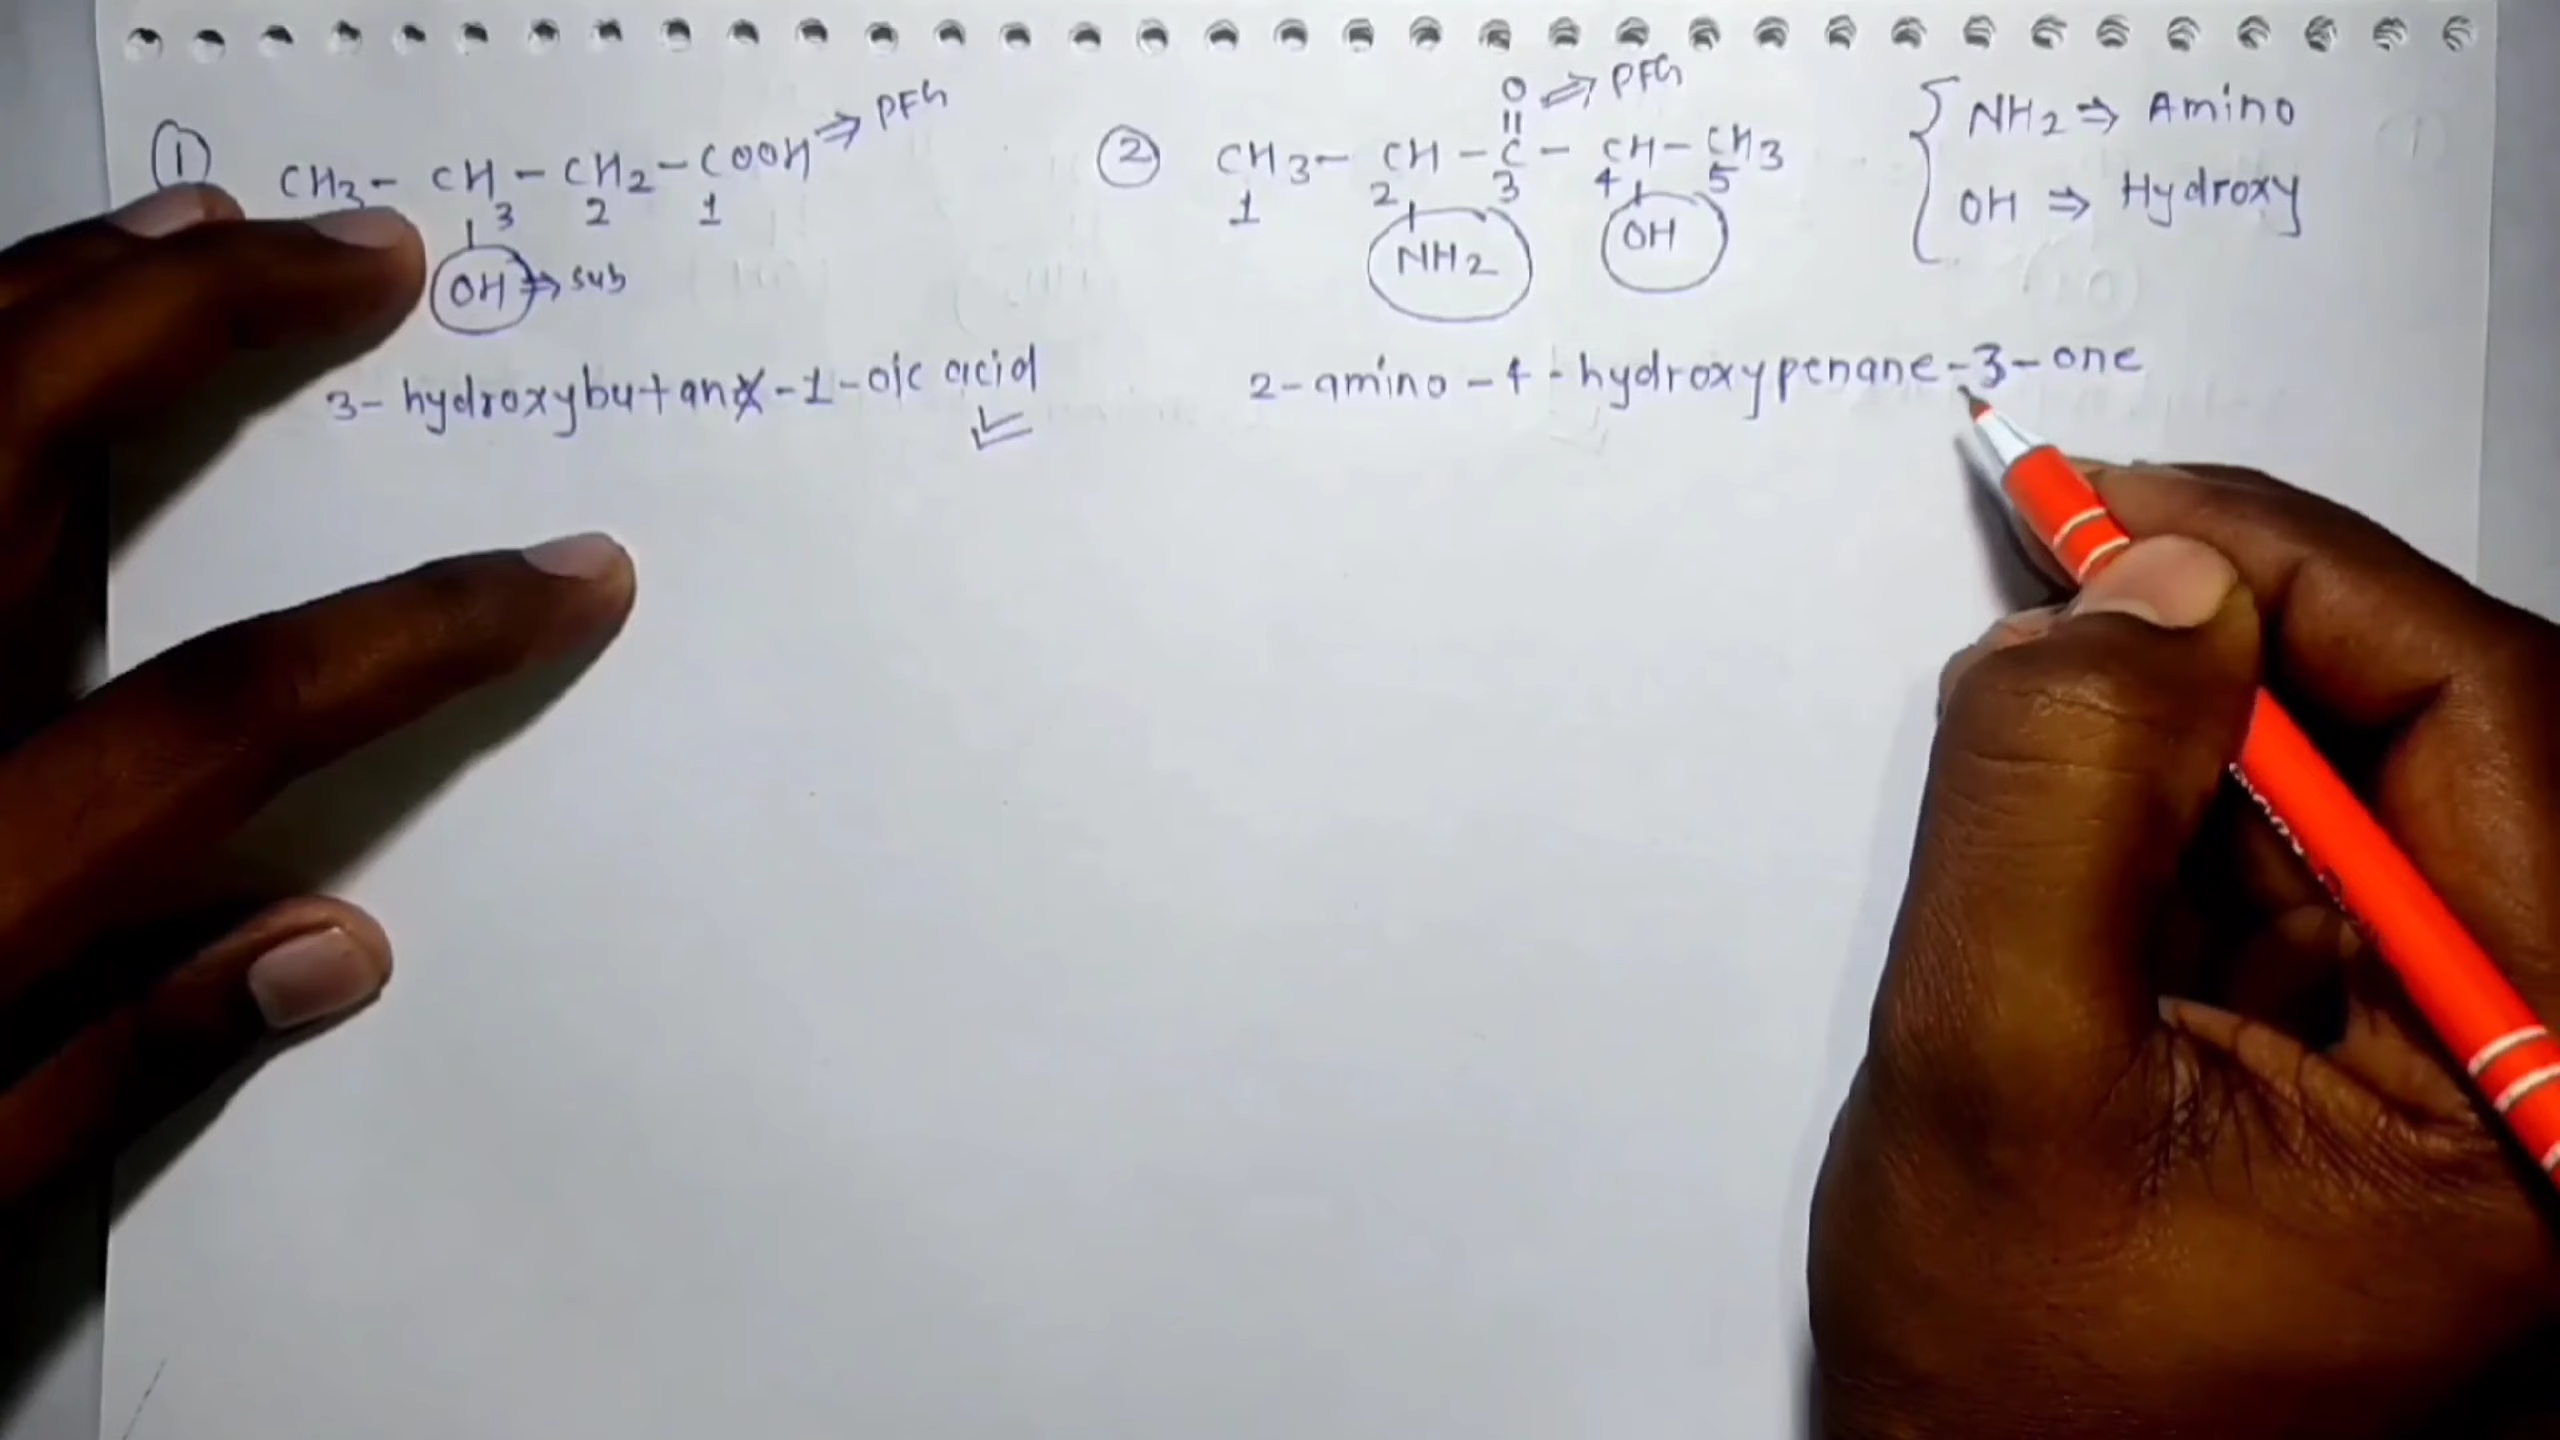 ① CH3 - CH - CH2 - COOH ⇒ PFG
3 2 1
OH ⇒ sub
3- hydroxybutane -1-oic acid
② CH3 - CH - C - CH - CH3
O ⇒ PFG
1 2 3 4 5
NH2 OH
2-amino -4 - hydroxypenane-3-one
NH2 ⇒ Amino
OH ⇒ Hydroxy